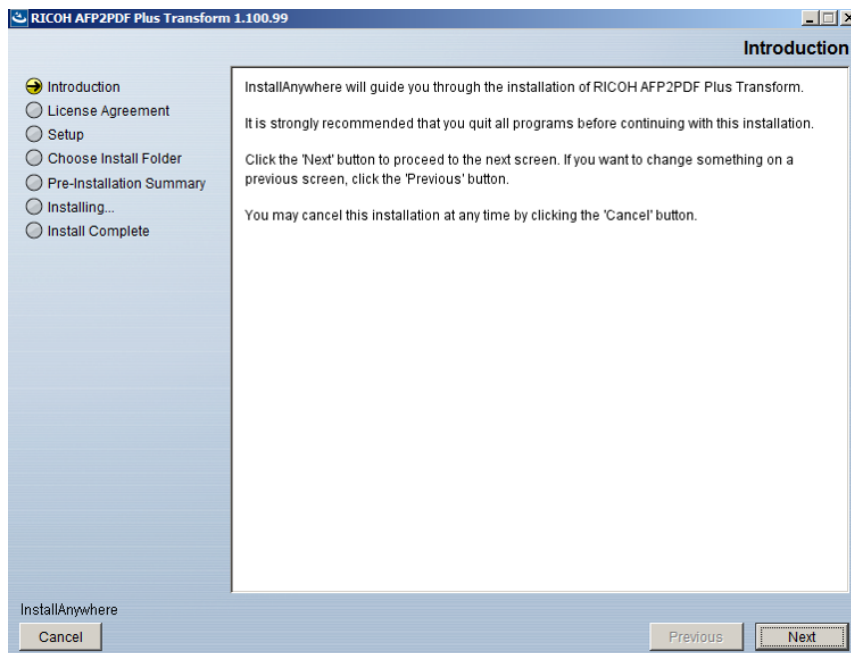 RICOH AFP2PDF Plus Transform 1.100.99
Introduction
Introduction
License Agreement
Setup
Choose Install Folder
Pre-Installation Summary
Installing...
Install Complete
InstallAnywhere will guide you through the installation of RICOH AFP2PDF Plus Transform.
It is strongly recommended that you quit all programs before continuing with this installation.
Click the 'Next' button to proceed to the next screen. If you want to change something on a
previous screen, click the 'Previous' button.
You may cancel this installation at any time by clicking the 'Cancel' button.
InstallAnywhere
Cancel
Previous
Next